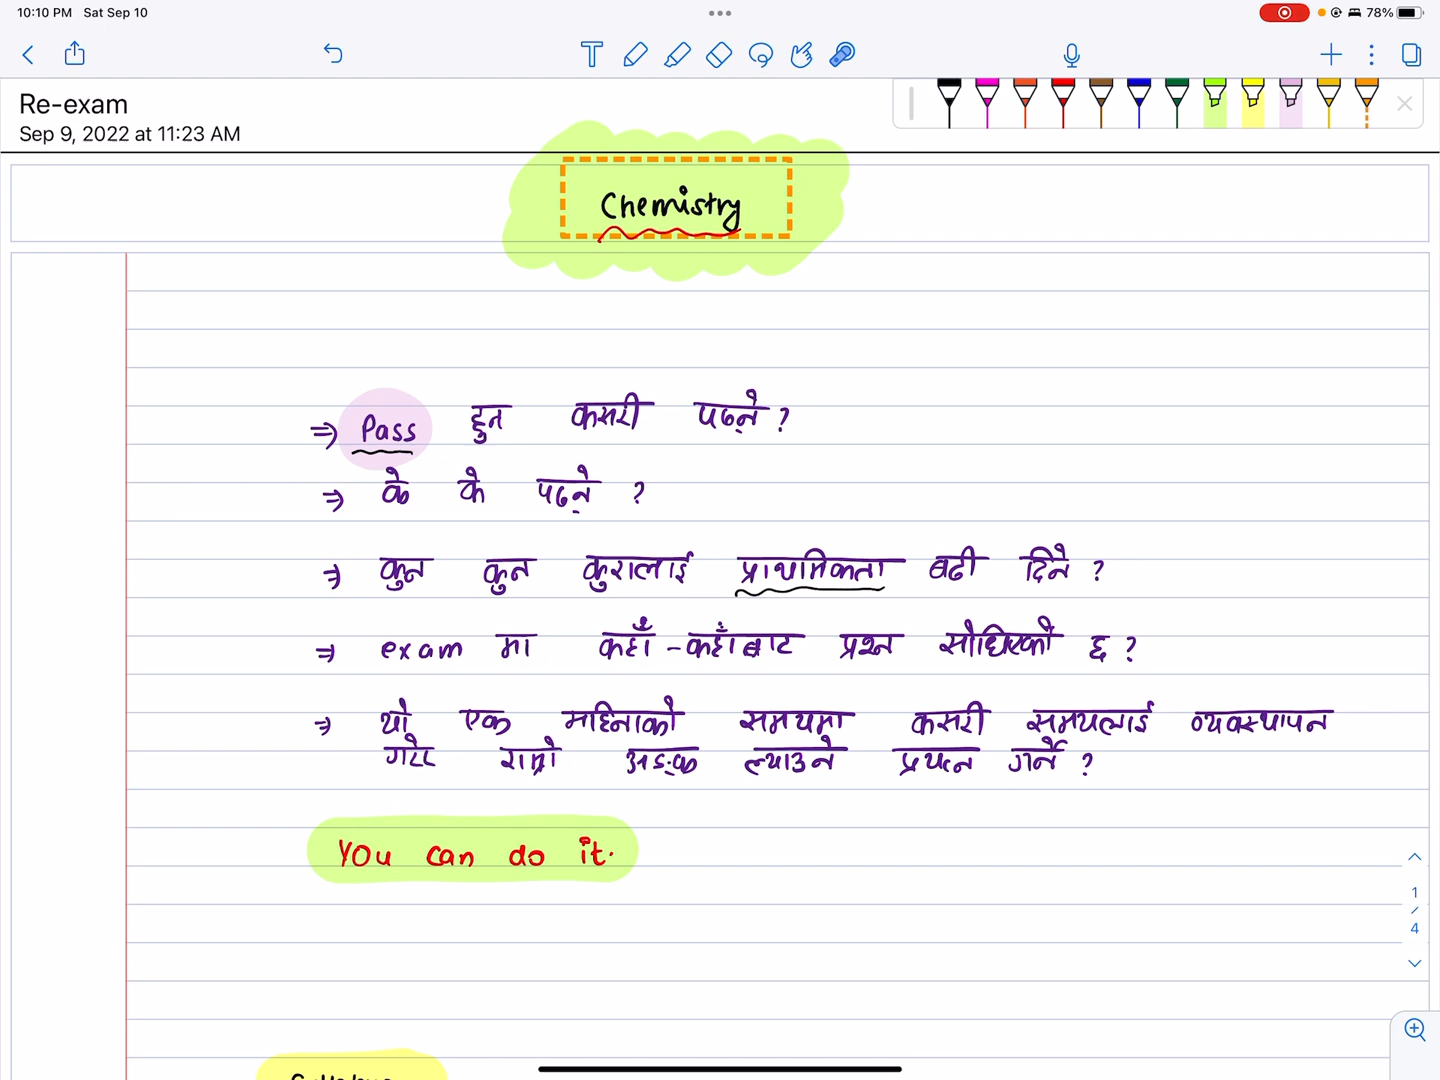 10:10 PM Sat Sep 10
78%
Re-exam
Sep 9, 2022 at 11:23 AM
Chemistry
⇒ Pass हुन कसरी पढ्ने ?
⇒ के के पढ्ने ?
⇒ कुन कुन कुरालाई प्राथमिकता बढी दिने ?
⇒ exam मा कहाँ - कहाँबाट प्रश्न सोधिएको छ ?
⇒ यो एक महिनाको समयमा कसरी समयलाई व्यवस्थापन
गरेर राम्रो अङ्क ल्याउने प्रयत्न गर्ने ?
You can do it.
1
/
4